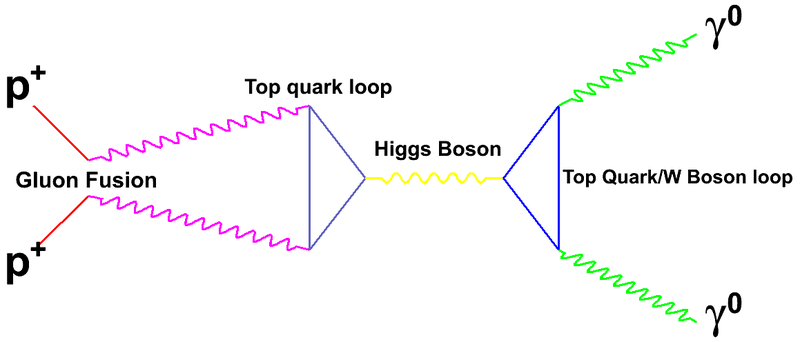 p⁺
Top quark loop
Gluon Fusion
p⁺
Higgs Boson
Top Quark/W Boson loop
γ⁰
γ⁰